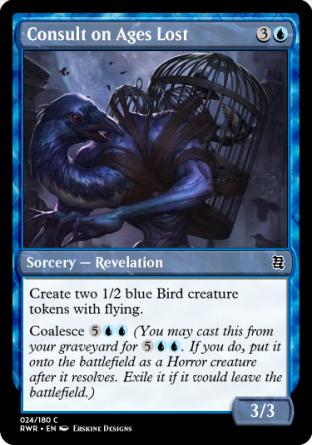 Consult on Ages Lost 3
Sorcery — Revelation
Create two 1/2 blue Bird creature
tokens with flying.
Coalesce 5 (You may cast this from
your graveyard for 5. If you do, put it
onto the battlefield as a Horror creature
after it resolves. Exile it if it would leave the
battlefield.)
3/3
024/180 C
RWR • EN Erskine Designs